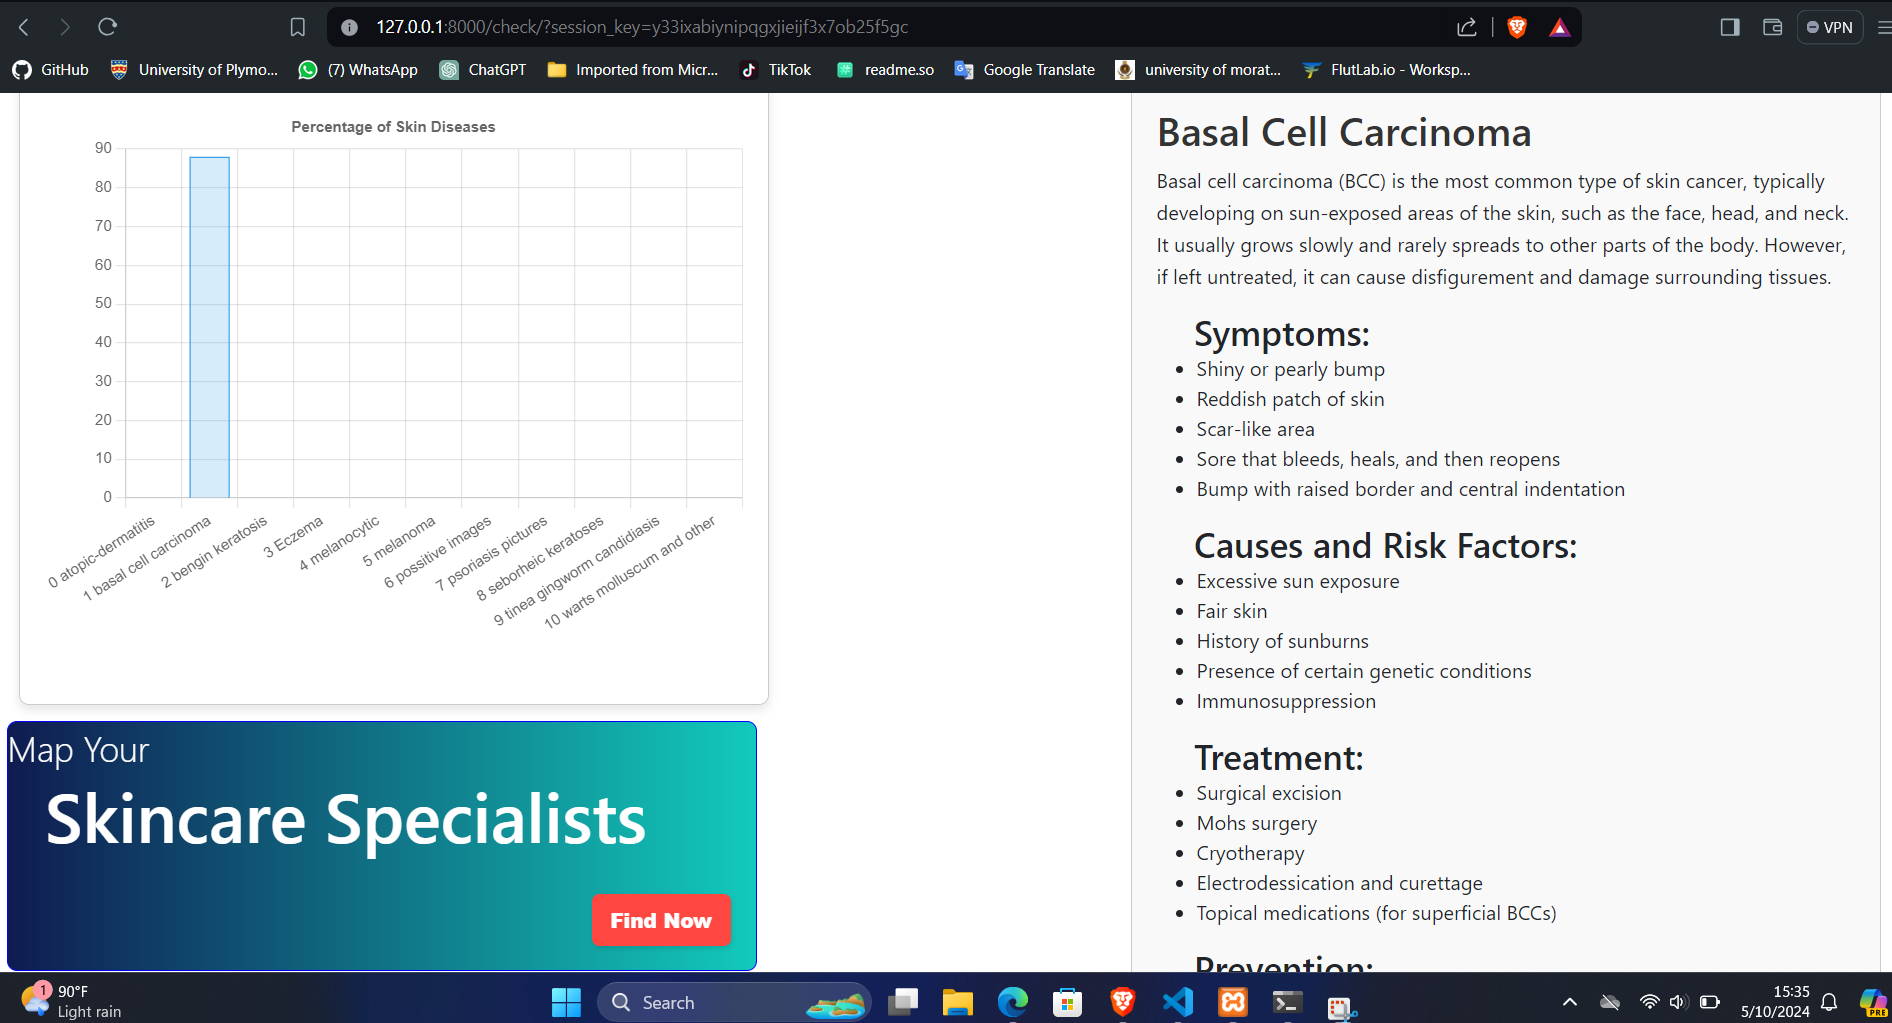 127.0.0.1:8000/check/?session_key=y33ixabiynipqgxjieijf3x7ob25f5gc
VPN
GitHub
University of Plymo...
(7) WhatsApp
ChatGPT
Imported from Micr...
TikTok
readme.so
Google Translate
university of morat...
FlutLab.io - Worksp...
Percentage of Skin Diseases
90
80
70
60
50
40
30
20
10
0
0 atopic-dermatitis
1 basal cell carcinoma
2 bengin keratosis
3 Eczema
4 melanocytic
5 melanoma
6 possitive images
7 psoriasis pictures
8 seborheic keratoses
9 tinea gingworm candidiasis
10 warts molluscum and other
Map Your
Skincare Specialists
Find Now
Basal Cell Carcinoma
Basal cell carcinoma (BCC) is the most common type of skin cancer, typically
developing on sun-exposed areas of the skin, such as the face, head, and neck.
It usually grows slowly and rarely spreads to other parts of the body. However,
if left untreated, it can cause disfigurement and damage surrounding tissues.
Symptoms:
Shiny or pearly bump
Reddish patch of skin
Scar-like area
Sore that bleeds, heals, and then reopens
Bump with raised border and central indentation
Causes and Risk Factors:
Excessive sun exposure
Fair skin
History of sunburns
Presence of certain genetic conditions
Immunosuppression
Treatment:
Surgical excision
Mohs surgery
Cryotherapy
Electrodessication and curettage
Topical medications (for superficial BCCs)
Prevention:
1
90°F
Light rain
Search
15:35
5/10/2024
PRE